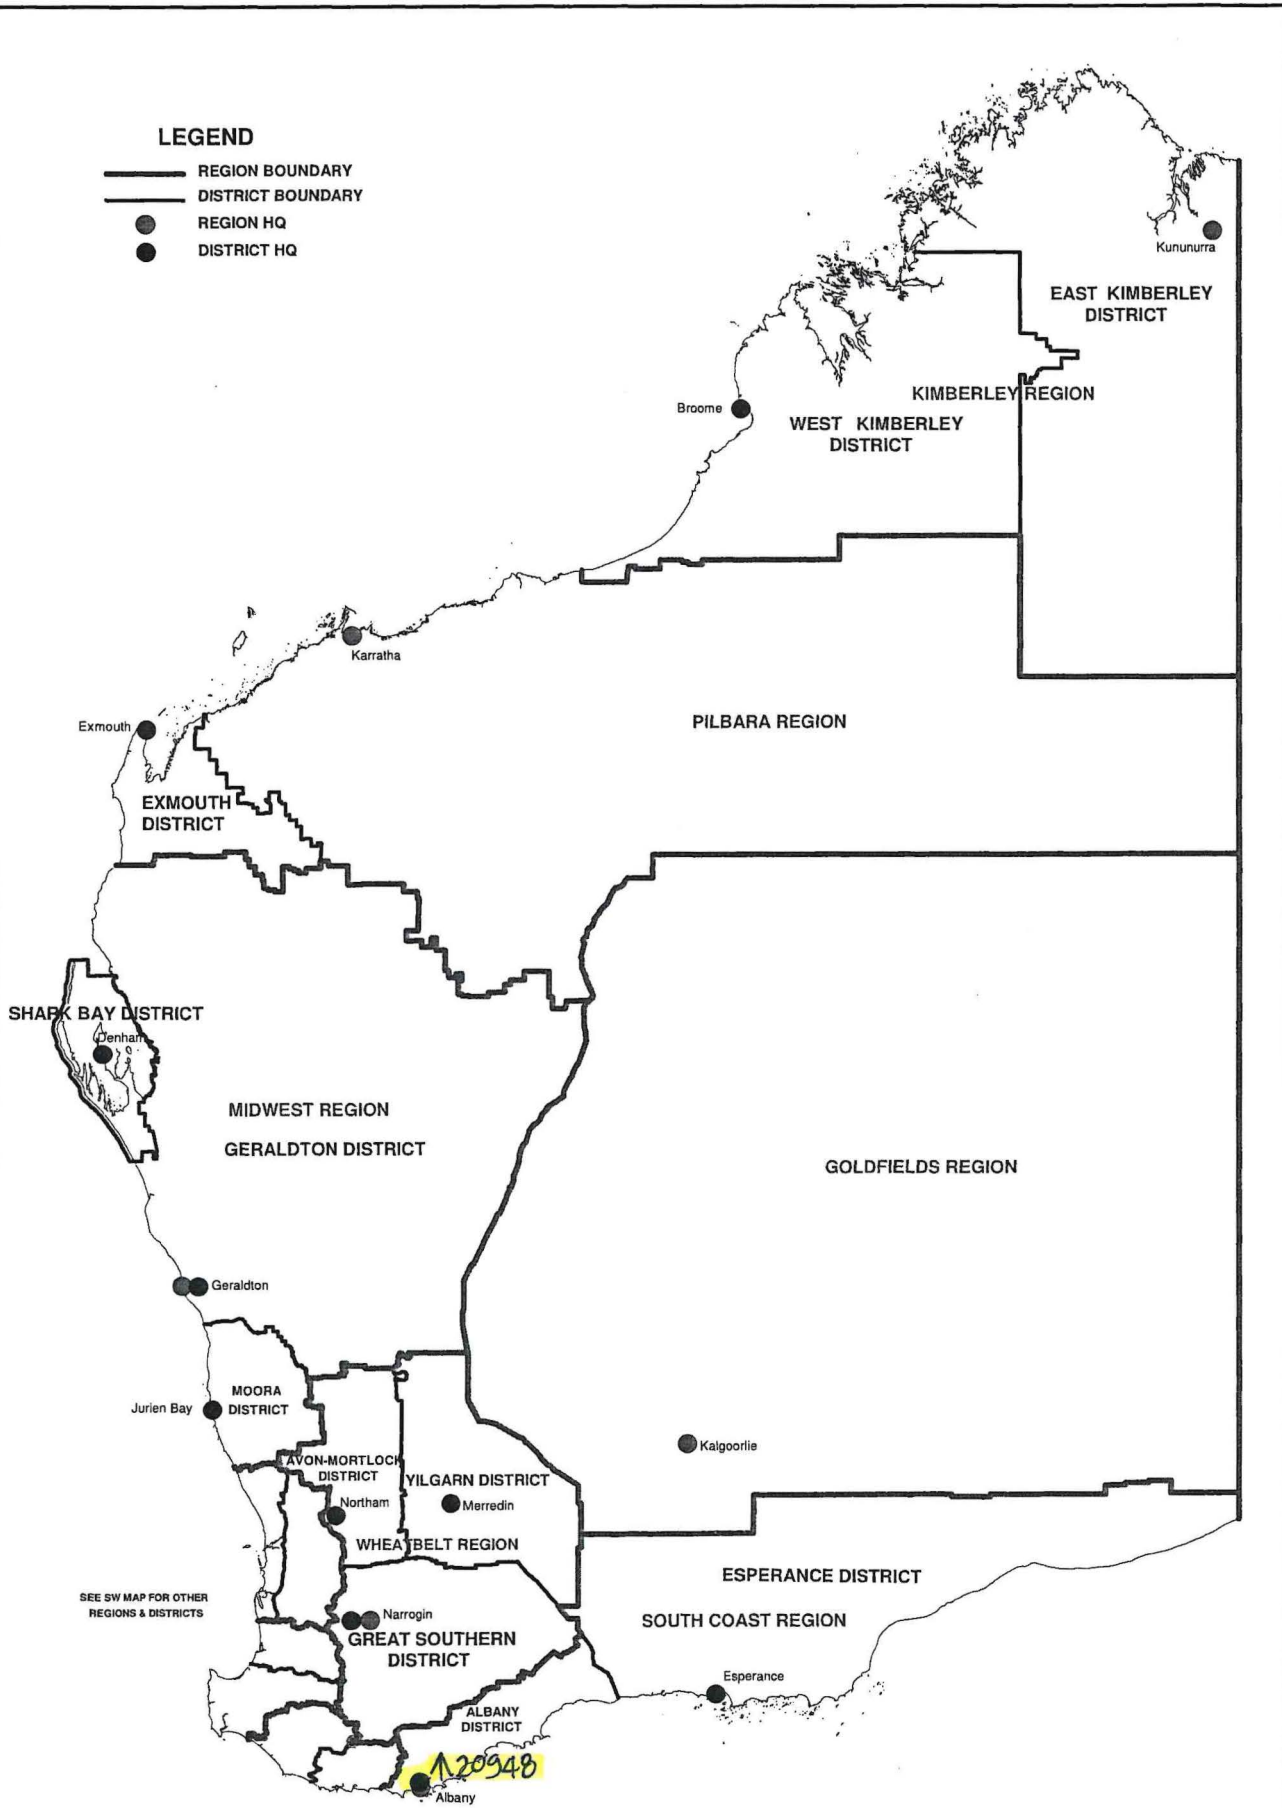 LEGEND
REGION BOUNDARY
DISTRICT BOUNDARY
REGION HQ
DISTRICT HQ
Kununurra
EAST KIMBERLEY
DISTRICT
KIMBERLEY REGION
Broome
WEST KIMBERLEY
DISTRICT
Karratha
Exmouth
PILBARA REGION
EXMOUTH
DISTRICT
SHARK BAY DISTRICT
Denham
MIDWEST REGION
GERALDTON DISTRICT
GOLDFIELDS REGION
Geraldton
MOORA
DISTRICT
Jurien Bay
Kalgoorlie
AVON-MORTLOCK
DISTRICT
YILGARN DISTRICT
Northam
Merredin
WHEATBELT REGION
ESPERANCE DISTRICT
SEE SW MAP FOR OTHER
REGIONS & DISTRICTS
Narrogin
SOUTH COAST REGION
GREAT SOUTHERN
DISTRICT
Esperance
ALBANY
DISTRICT
↑20948
Albany